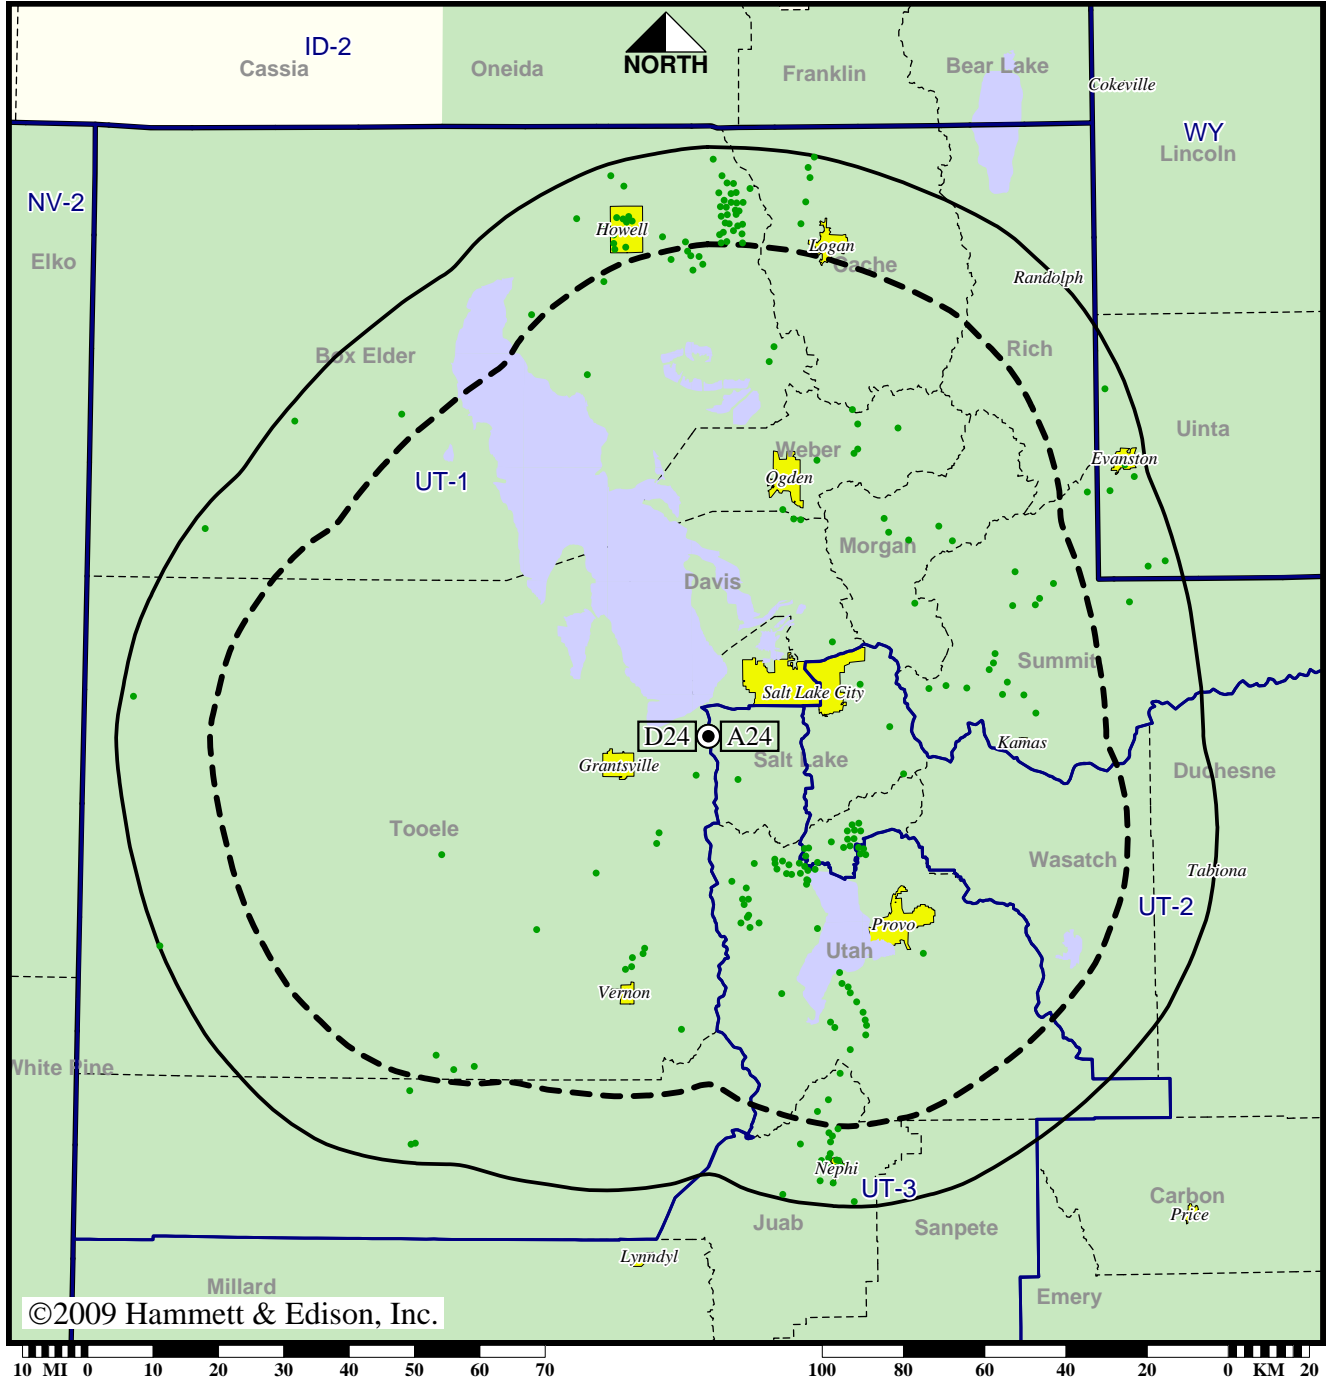 ID-2
Cassia
Oneida
NORTH
Franklin
Bear Lake
Cokeville
WY
Lincoln
NV-2
Elko
Howell
Logan
Cache
Randolph
Box Elder
Rich
Uinta
UT-1
Weber
Ogden
Evanston
Morgan
Davis
Summit
Salt Lake City
D24
A24
Kamas
Grantsville
Salt Lake
Duchesne
Tooele
Wasatch
Tabiona
UT-2
Provo
Utah
Vernon
White Pine
Nephi
UT-3
Carbon
Price
Juab
Sanpete
Lynndyl
Millard
Emery
©2009 Hammett & Edison, Inc.
10 MI 0 10 20 30 40 50 60 70
100 80 60 40 20 0 KM 20